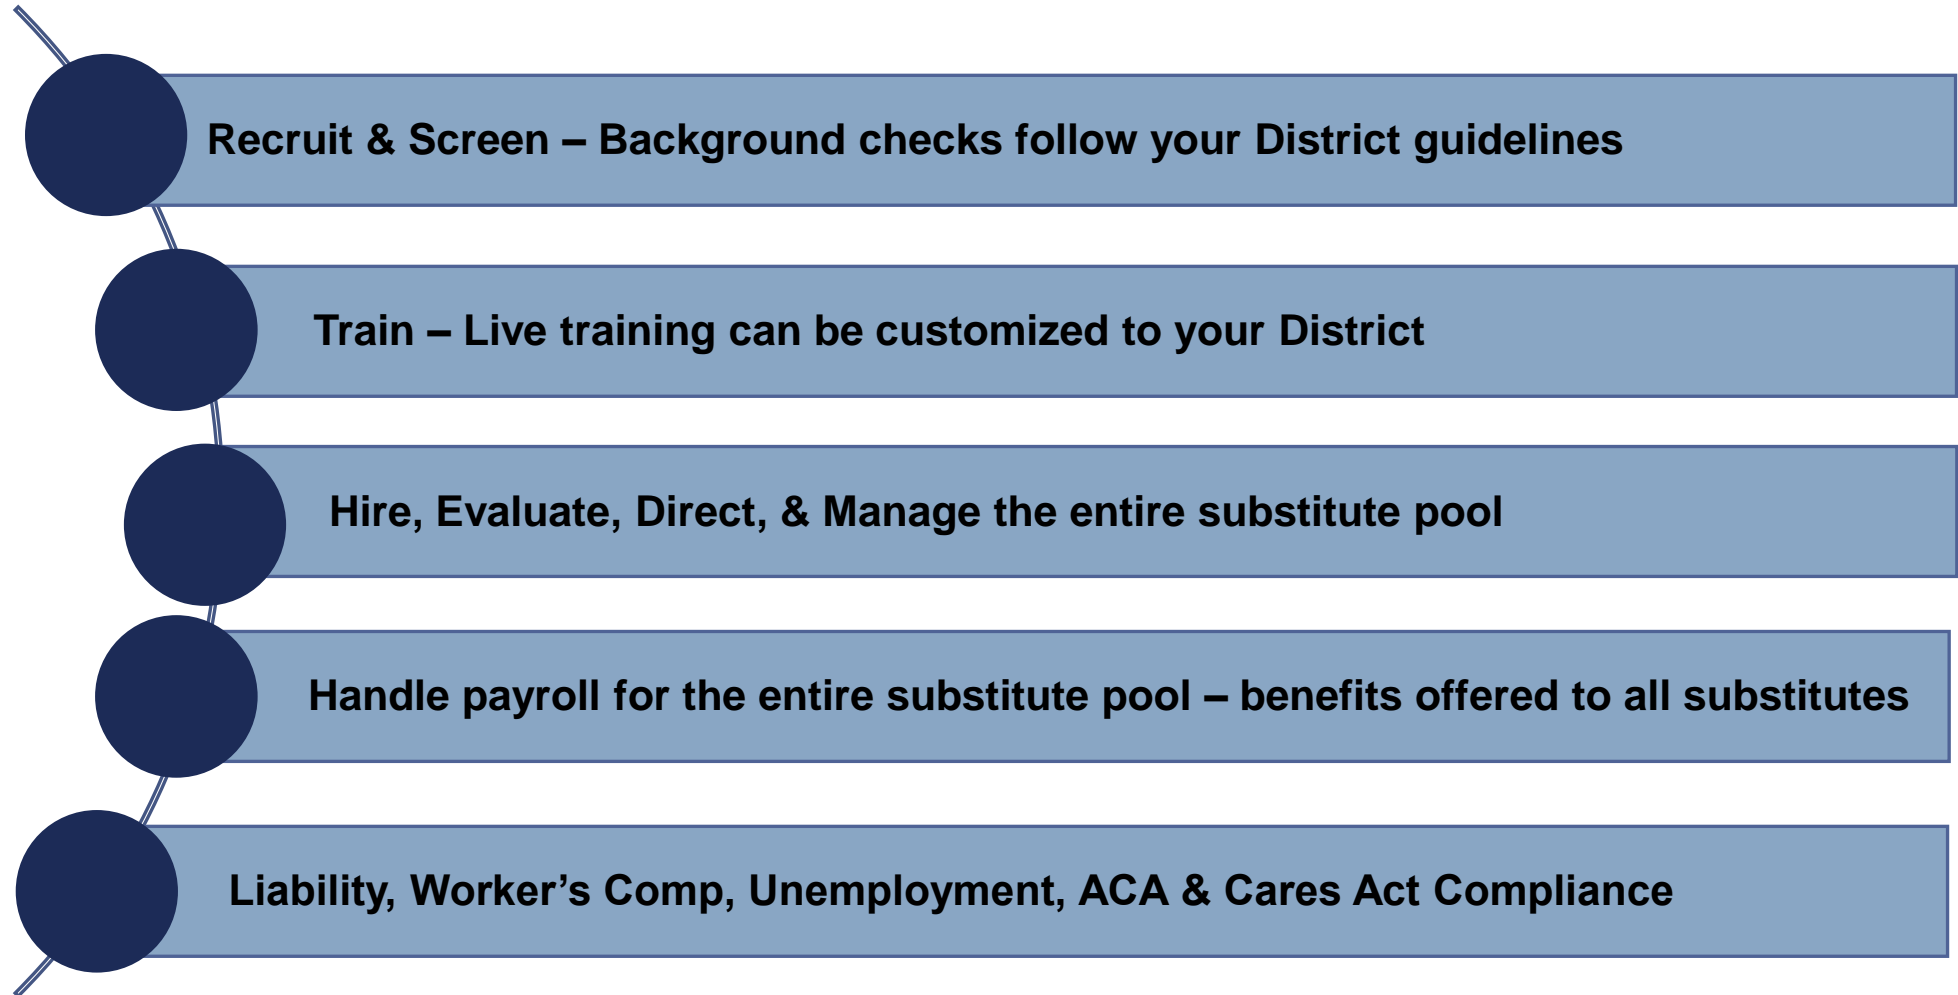 Recruit & Screen – Background checks follow your District guidelines
Train – Live training can be customized to your District
Hire, Evaluate, Direct, & Manage the entire substitute pool
Handle payroll for the entire substitute pool – benefits offered to all substitutes
Liability, Worker’s Comp, Unemployment, ACA & Cares Act Compliance